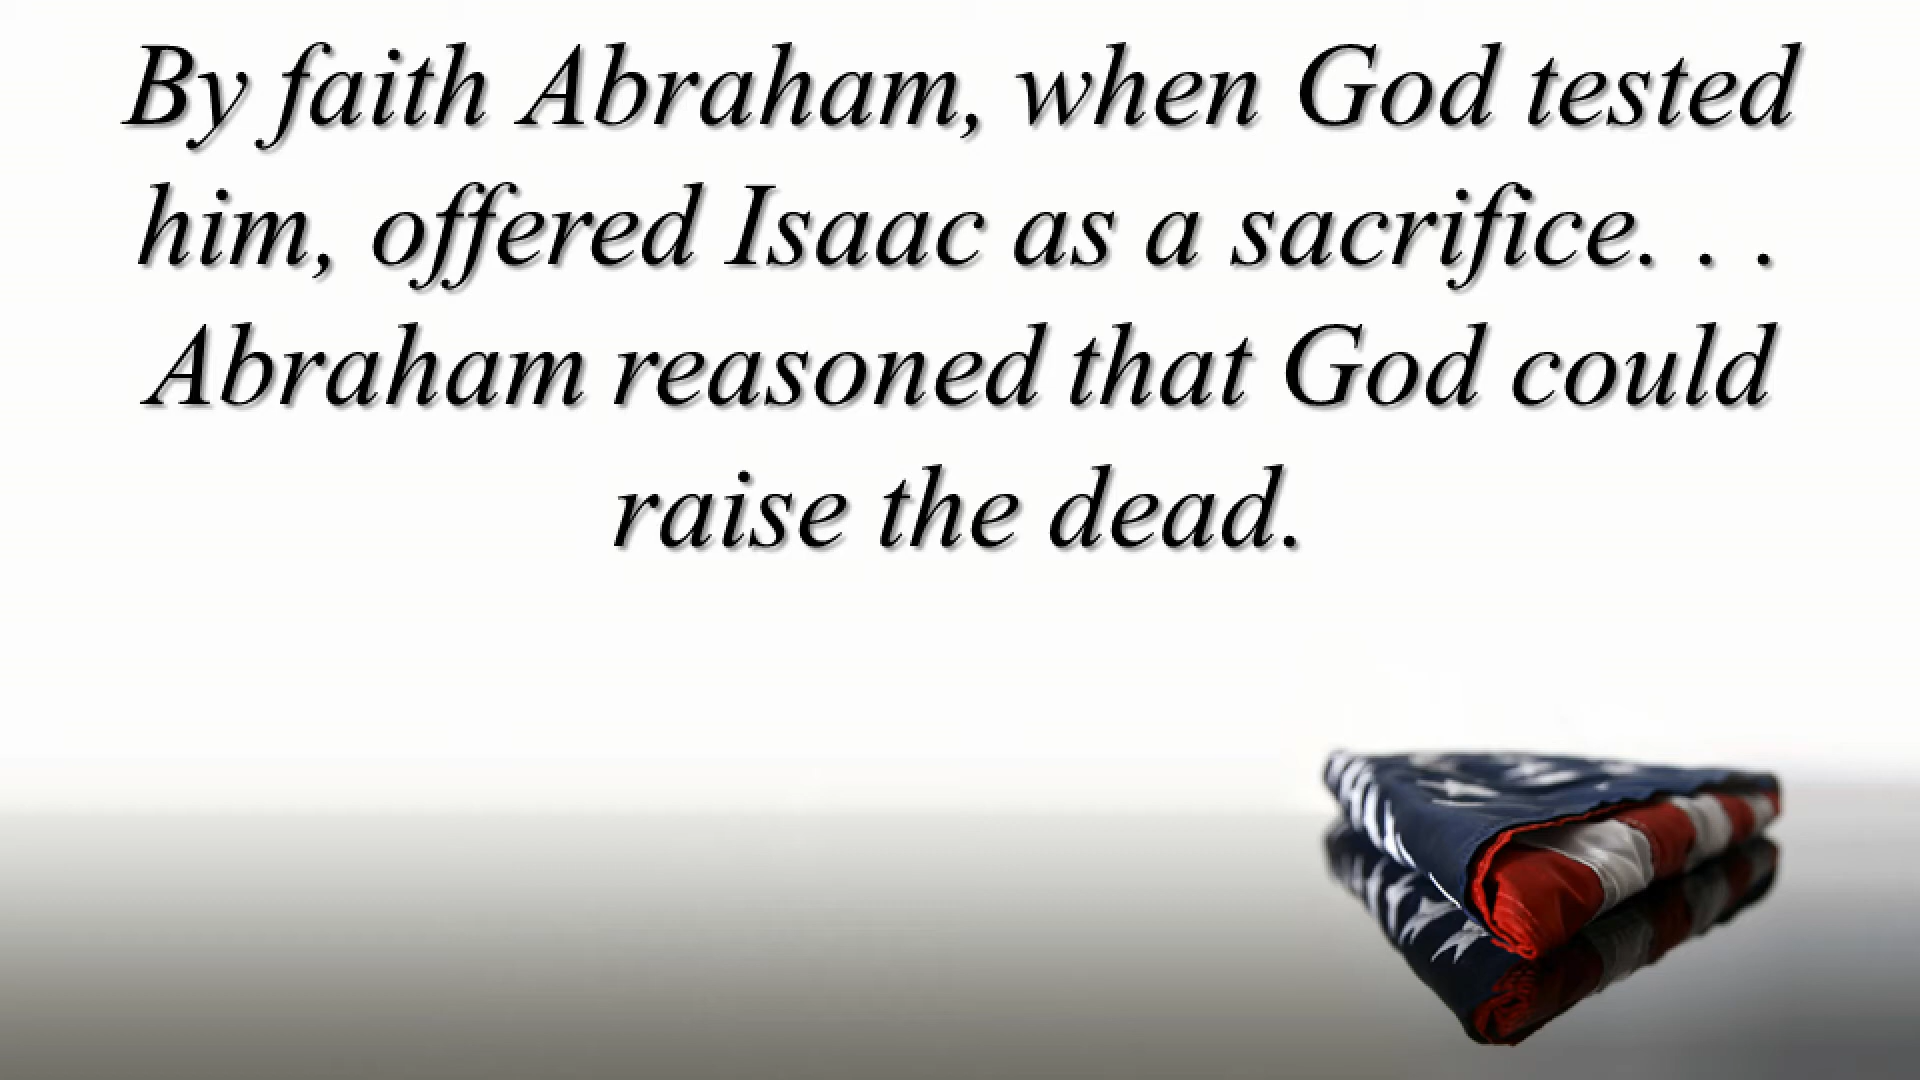 By faith Abraham, when God tested
him, offered Isaac as a sacrifice. . .
Abraham reasoned that God could
raise the dead.